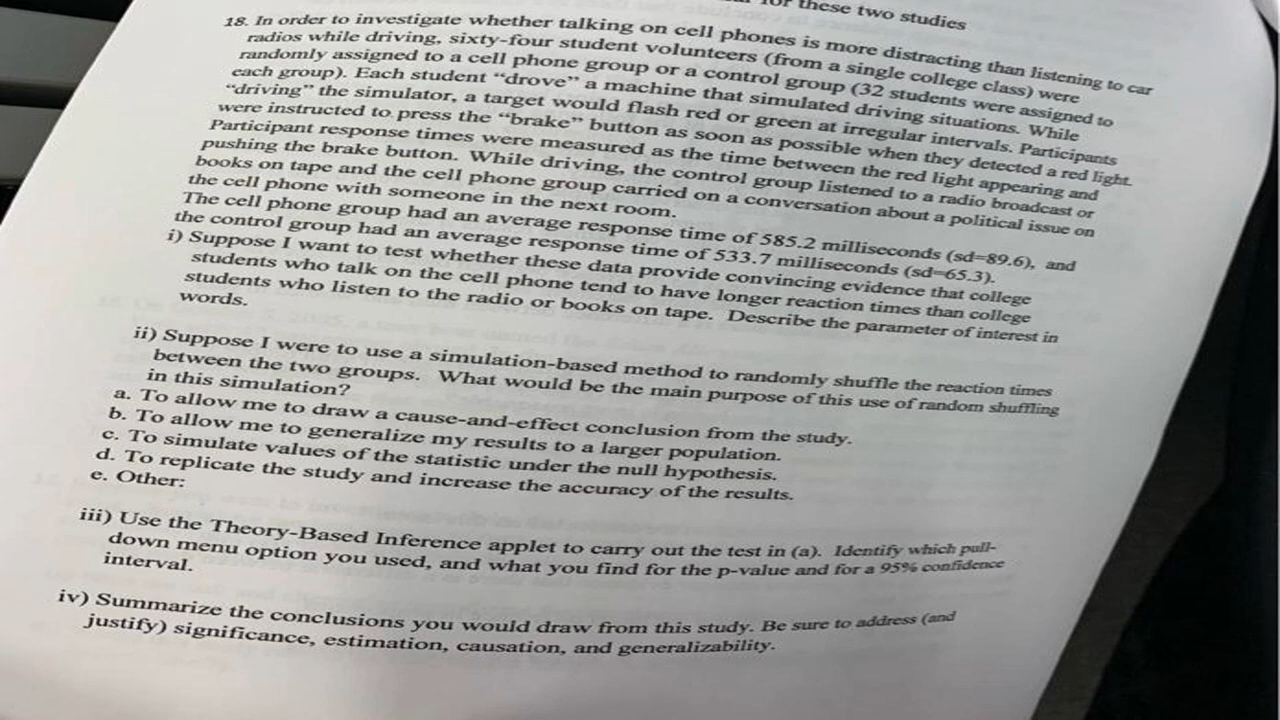 for these two studies
18. In order to investigate whether talking on cell phones is more distracting than listening to car
radios while driving, sixty-four student volunteers (from a single college class) were
randomly assigned to a cell phone group or a control group (32 students were assigned to
each group). Each student “drove” a machine that simulated driving situations. While
“driving” the simulator, a target would flash red or green at irregular intervals. Participants
were instructed to press the “brake” button as soon as possible when they detected a red light.
Participant response times were measured as the time between the red light appearing and
pushing the brake button. While driving, the control group listened to a radio broadcast or
books on tape and the cell phone group carried on a conversation about a political issue on
the cell phone with someone in the next room.
The cell phone group had an average response time of 585.2 milliseconds (sd=89.6), and
the control group had an average response time of 533.7 milliseconds (sd=65.3).
i) Suppose I want to test whether these data provide convincing evidence that college
students who talk on the cell phone tend to have longer reaction times than college
students who listen to the radio or books on tape. Describe the parameter of interest in
words.
ii) Suppose I were to use a simulation-based method to randomly shuffle the reaction times
between the two groups. What would be the main purpose of this use of random shuffling
in this simulation?
a. To allow me to draw a cause-and-effect conclusion from the study.
b. To allow me to generalize my results to a larger population.
c. To simulate values of the statistic under the null hypothesis.
d. To replicate the study and increase the accuracy of the results.
e. Other:
iii) Use the Theory-Based Inference applet to carry out the test in (a). Identify which pull-
down menu option you used, and what you find for the p-value and for a 95% confidence
interval.
iv) Summarize the conclusions you would draw from this study. Be sure to address (and
justify) significance, estimation, causation, and generalizability.